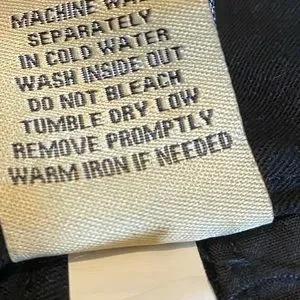 MACHINE WA
SEPARATELY
IN COLD WATER
WASH INSIDE OUT
DO NOT BLEACH
TUMBLE DRY LOW
REMOVE PROMPTLY
WARM IRON IF NEEDED